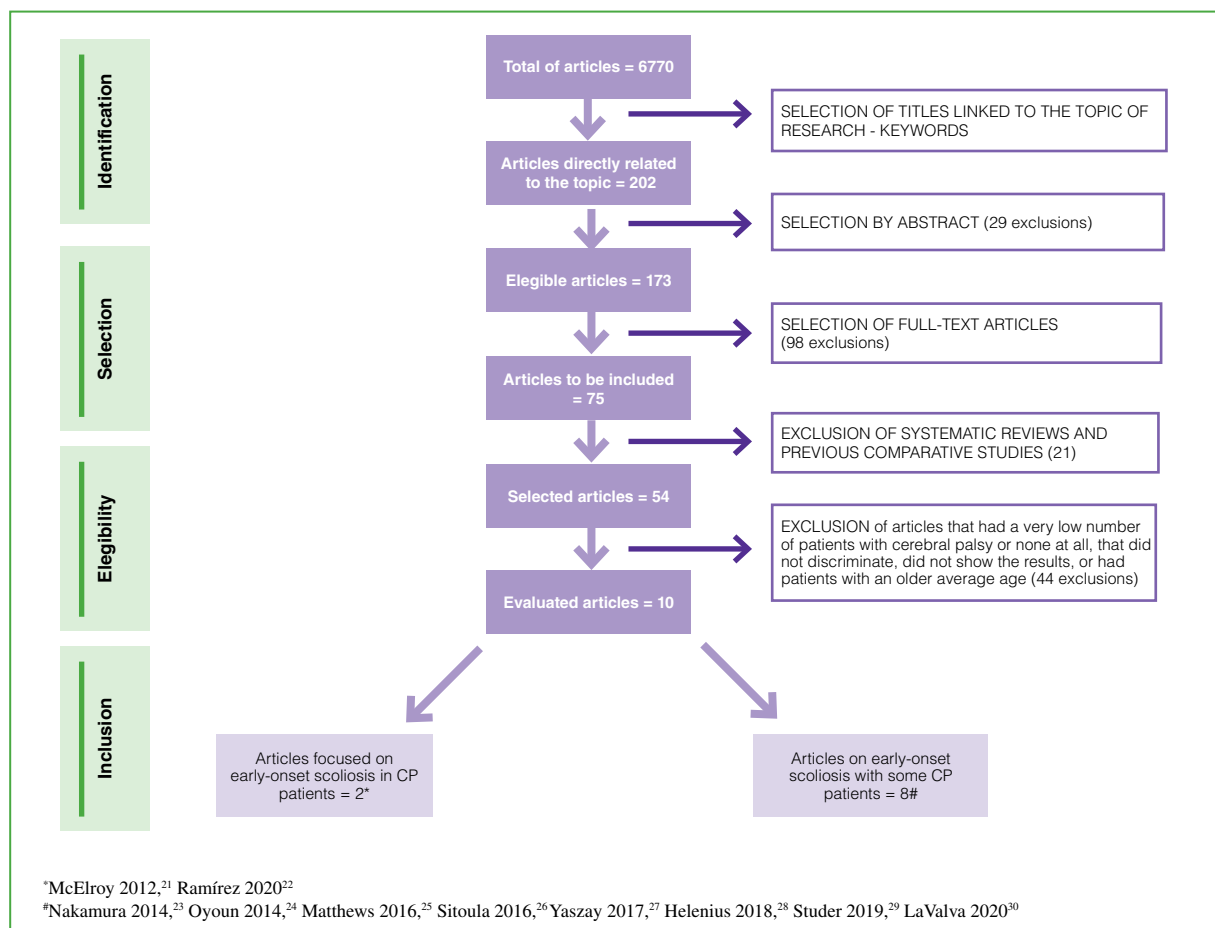 Identification
Total of articles = 6770
SELECTION OF TITLES LINKED TO THE TOPIC OF
RESEARCH - KEYWORDS
Articles directly related
to the topic = 202
SELECTION BY ABSTRACT (29 exclusions)
Selection
Elegible articles = 173
SELECTION OF FULL-TEXT ARTICLES
(98 exclusions)
Articles to be included
= 75
EXCLUSION OF SYSTEMATIC REVIEWS AND
PREVIOUS COMPARATIVE STUDIES (21)
Elegibility
Selected articles = 54
EXCLUSION of articles that had a very low number
of patients with cerebral palsy or none at all, that did
not discriminate, did not show the results, or had
patients with an older average age (44 exclusions)
Evaluated articles = 10
Inclusion
Articles focused on
early-onset scoliosis in CP
patients = 2*
Articles on early-onset
scoliosis with some CP
patients = 8#
*McElroy 2012,21 Ramírez 202022
#Nakamura 2014,23 Oyoun 2014,24 Matthews 2016,25 Sitoula 2016,26 Yaszay 2017,27 Helenius 2018,28 Studer 2019,29 LaValva 202030